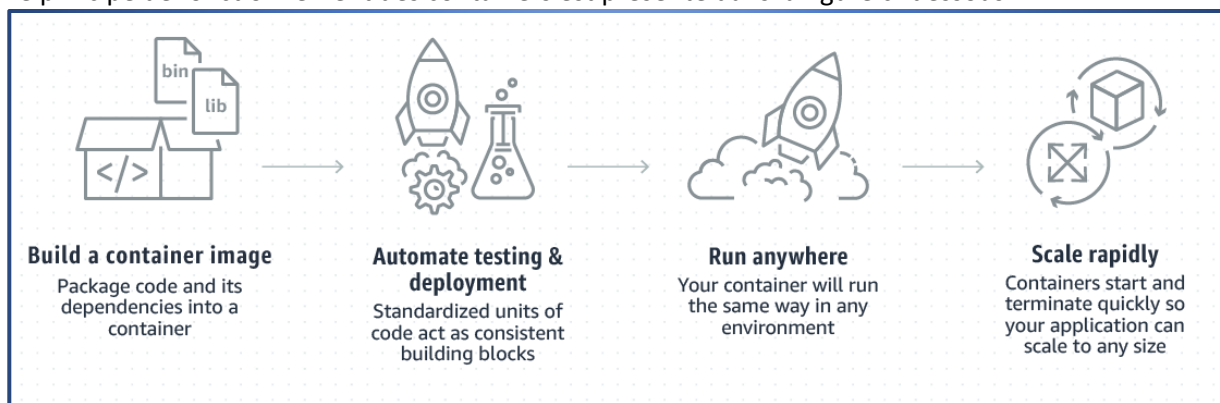 bin
lib
</>
Build a container image
Package code and its
dependencies into a
container
Automate testing &
deployment
Standardized units of
code act as consistent
building blocks
Run anywhere
Your container will run
the same way in any
environment
Scale rapidly
Containers start and
terminate quickly so
your application can
scale to any size